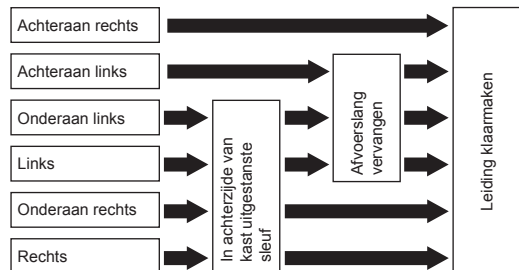 Achteraan rechts
Achteraan links
Onderaan links
Links
Onderaan rechts
Rechts
In achterzijde van
kast uitgestanste
sleuf
Afvoerslang
vervangen
Leiding klaarmaken